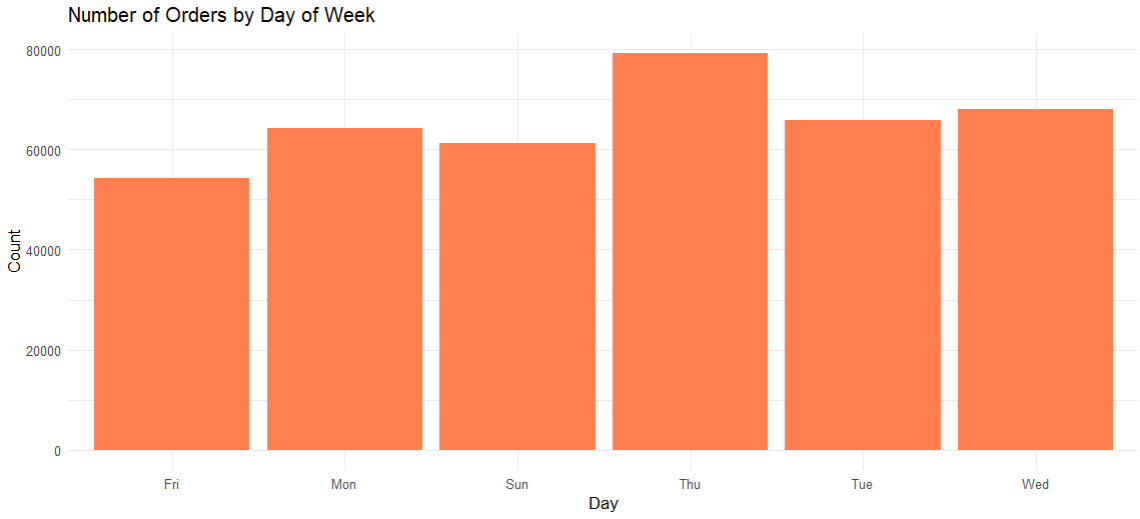 Number of Orders by Day of Week
80000
60000
40000
20000
0
Count
Fri Mon Sun Thu Tue Wed
Day